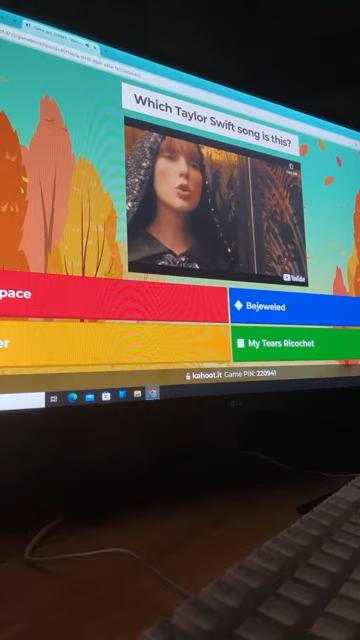 Which Taylor Swift song is this?
YouTube
pace
Bejeweled
er
My Tears Ricochet
kahoot.it Game PIN: 220941
LG